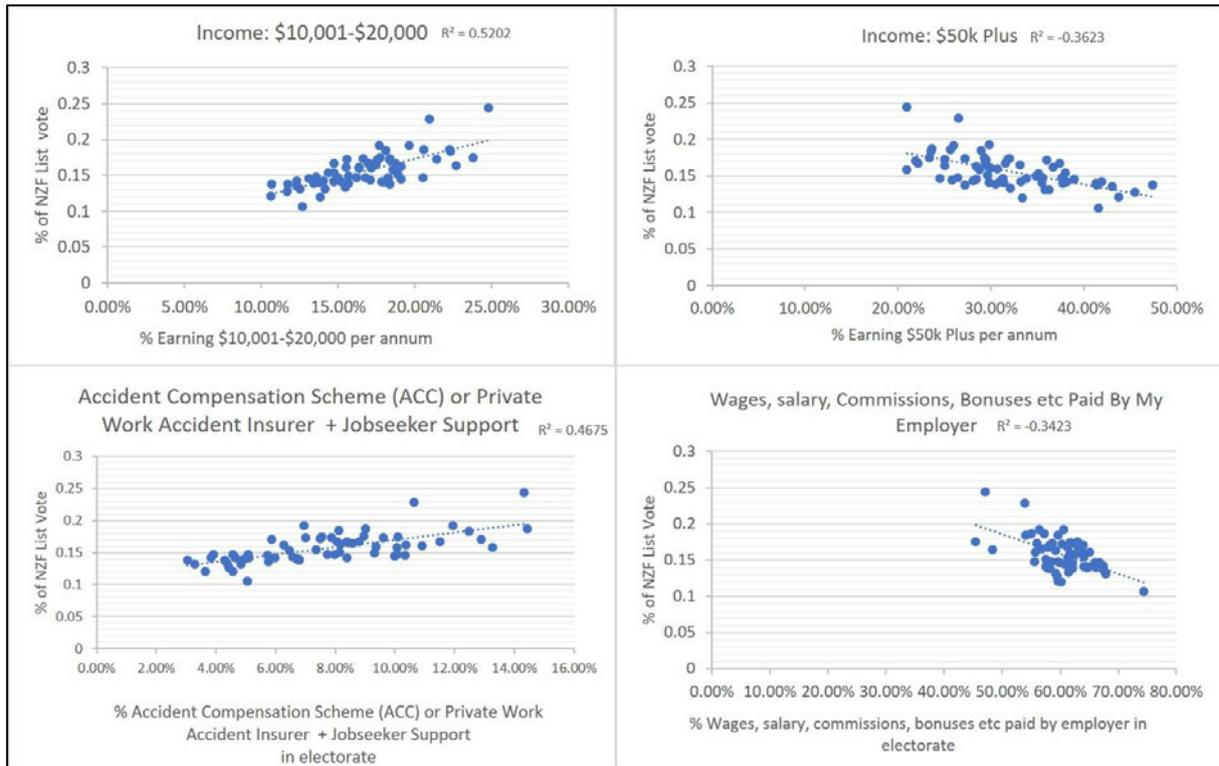 Income: $10,001-$20,000 R² = 0.5202
% of NZF List vote
0.3
0.25
0.2
0.15
0.1
0.05
0
0.00% 5.00% 10.00% 15.00% 20.00% 25.00% 30.00%
% Earning $10,001-$20,000 per annum
Income: $50k Plus R² = -0.3623
% of NZF List vote
0.3
0.25
0.2
0.15
0.1
0.05
0
0.00% 10.00% 20.00% 30.00% 40.00% 50.00%
% Earning $50k Plus per annum
Accident Compensation Scheme (ACC) or Private
Work Accident Insurer + Jobseeker Support R² = 0.4675
% of NZF List Vote
0.3
0.25
0.2
0.15
0.1
0.05
0
0.00% 2.00% 4.00% 6.00% 8.00% 10.00% 12.00% 14.00% 16.00%
% Accident Compensation Scheme (ACC) or Private Work
Accident Insurer + Jobseeker Support
in electorate
Wages, salary, Commissions, Bonuses etc Paid By My
Employer R² = -0.3423
% of NZF List Vote
0.3
0.25
0.2
0.15
0.1
0.05
0
0.00% 10.00% 20.00% 30.00% 40.00% 50.00% 60.00% 70.00% 80.00%
% Wages, salary, commissions, bonuses etc paid by employer in
electorate